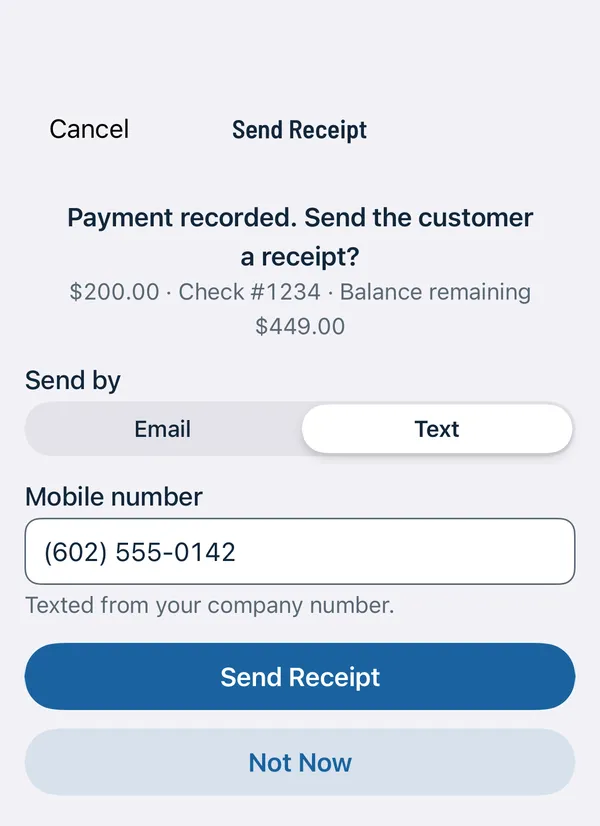 Cancel
Send Receipt
Payment recorded. Send the customer
a receipt?
$200.00 · Check #1234 · Balance remaining
$449.00
Send by
Email
Text
Mobile number
(602) 555-0142
Texted from your company number.
Send Receipt
Not Now